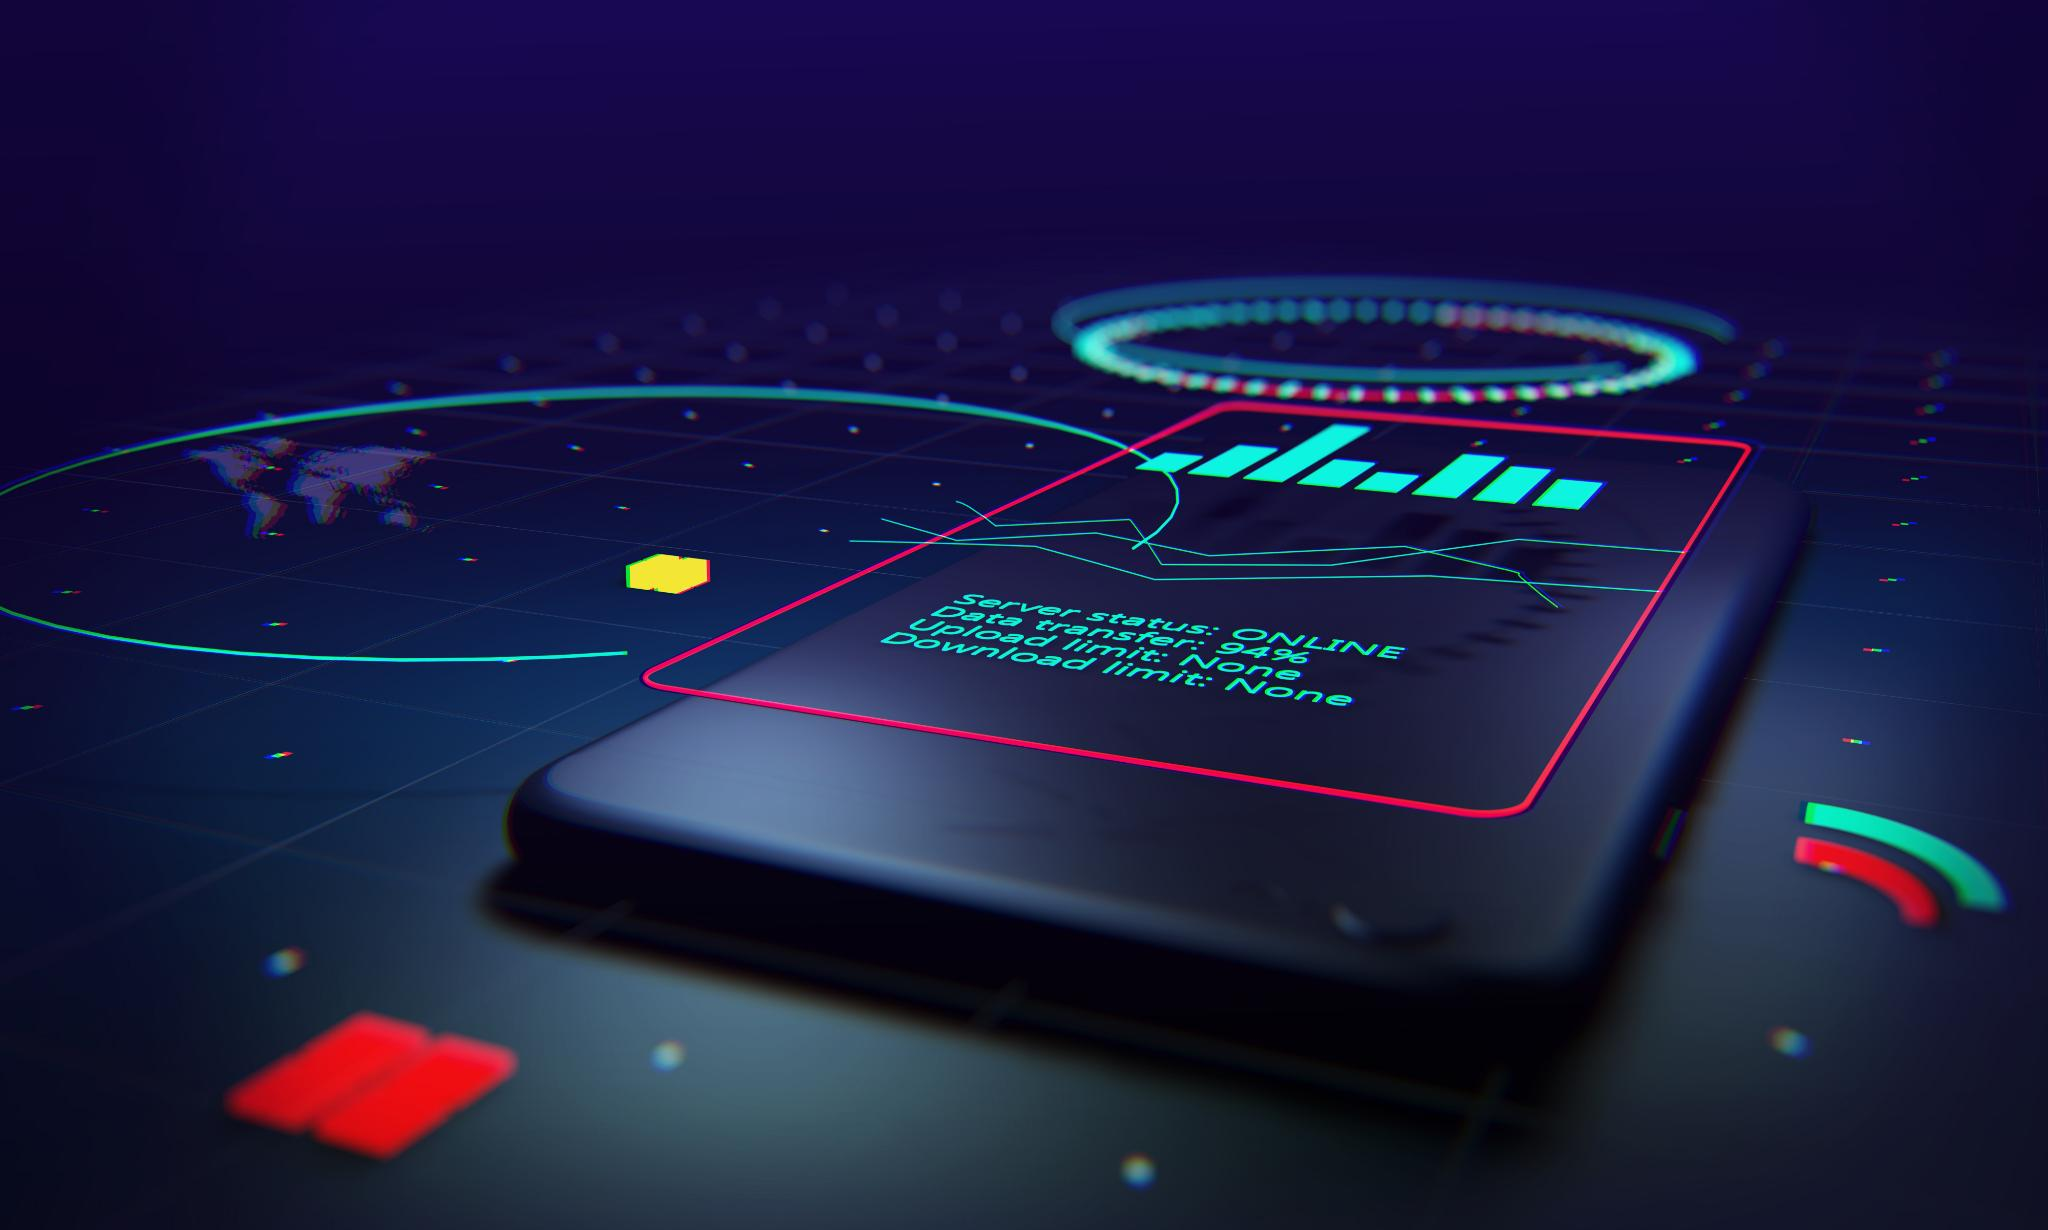 Server status: ONLINE
Data transfer: 94%
Upload limit: None
Download limit: None